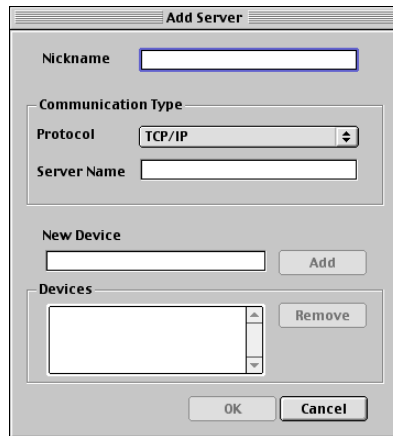 Add Server
Nickname
Communication Type
Protocol TCP/IP
Server Name
New Device
Add
Devices
Remove
OK Cancel